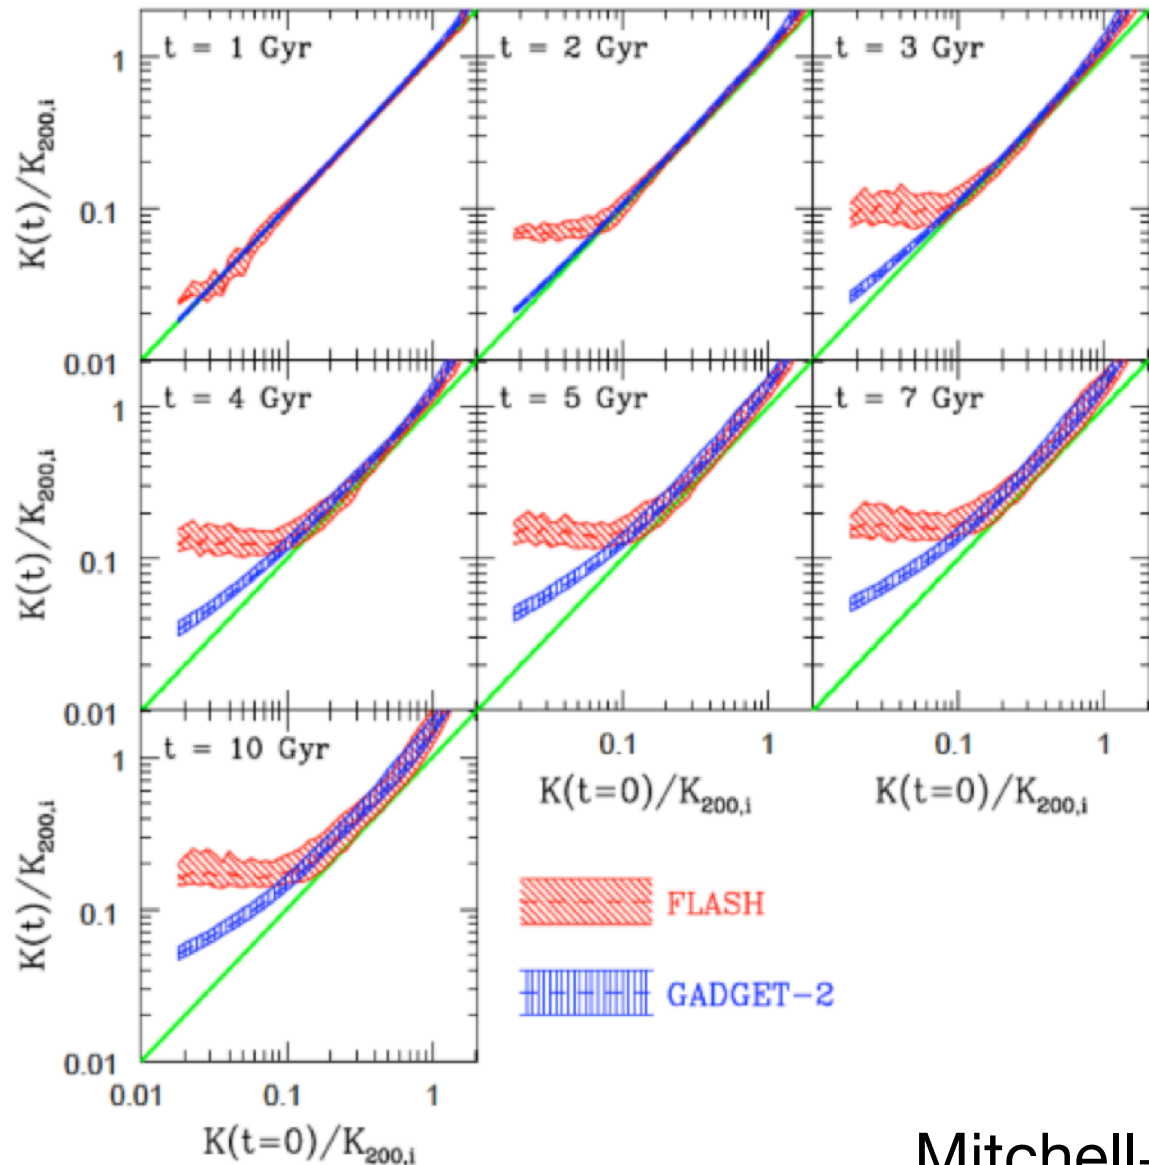 t = 1 Gyr
t = 2 Gyr
t = 3 Gyr
1
0.1
0.01
K(t)/K200,i
t = 4 Gyr
t = 5 Gyr
t = 7 Gyr
1
0.1
0.01
K(t)/K200,i
t = 10 Gyr
1
0.1
0.01
K(t)/K200,i
0.1 1
0.1 1
K(t=0)/K200,i
K(t=0)/K200,i
FLASH
GADGET-2
0.01 0.1 1
K(t=0)/K200,i
Mitchell-